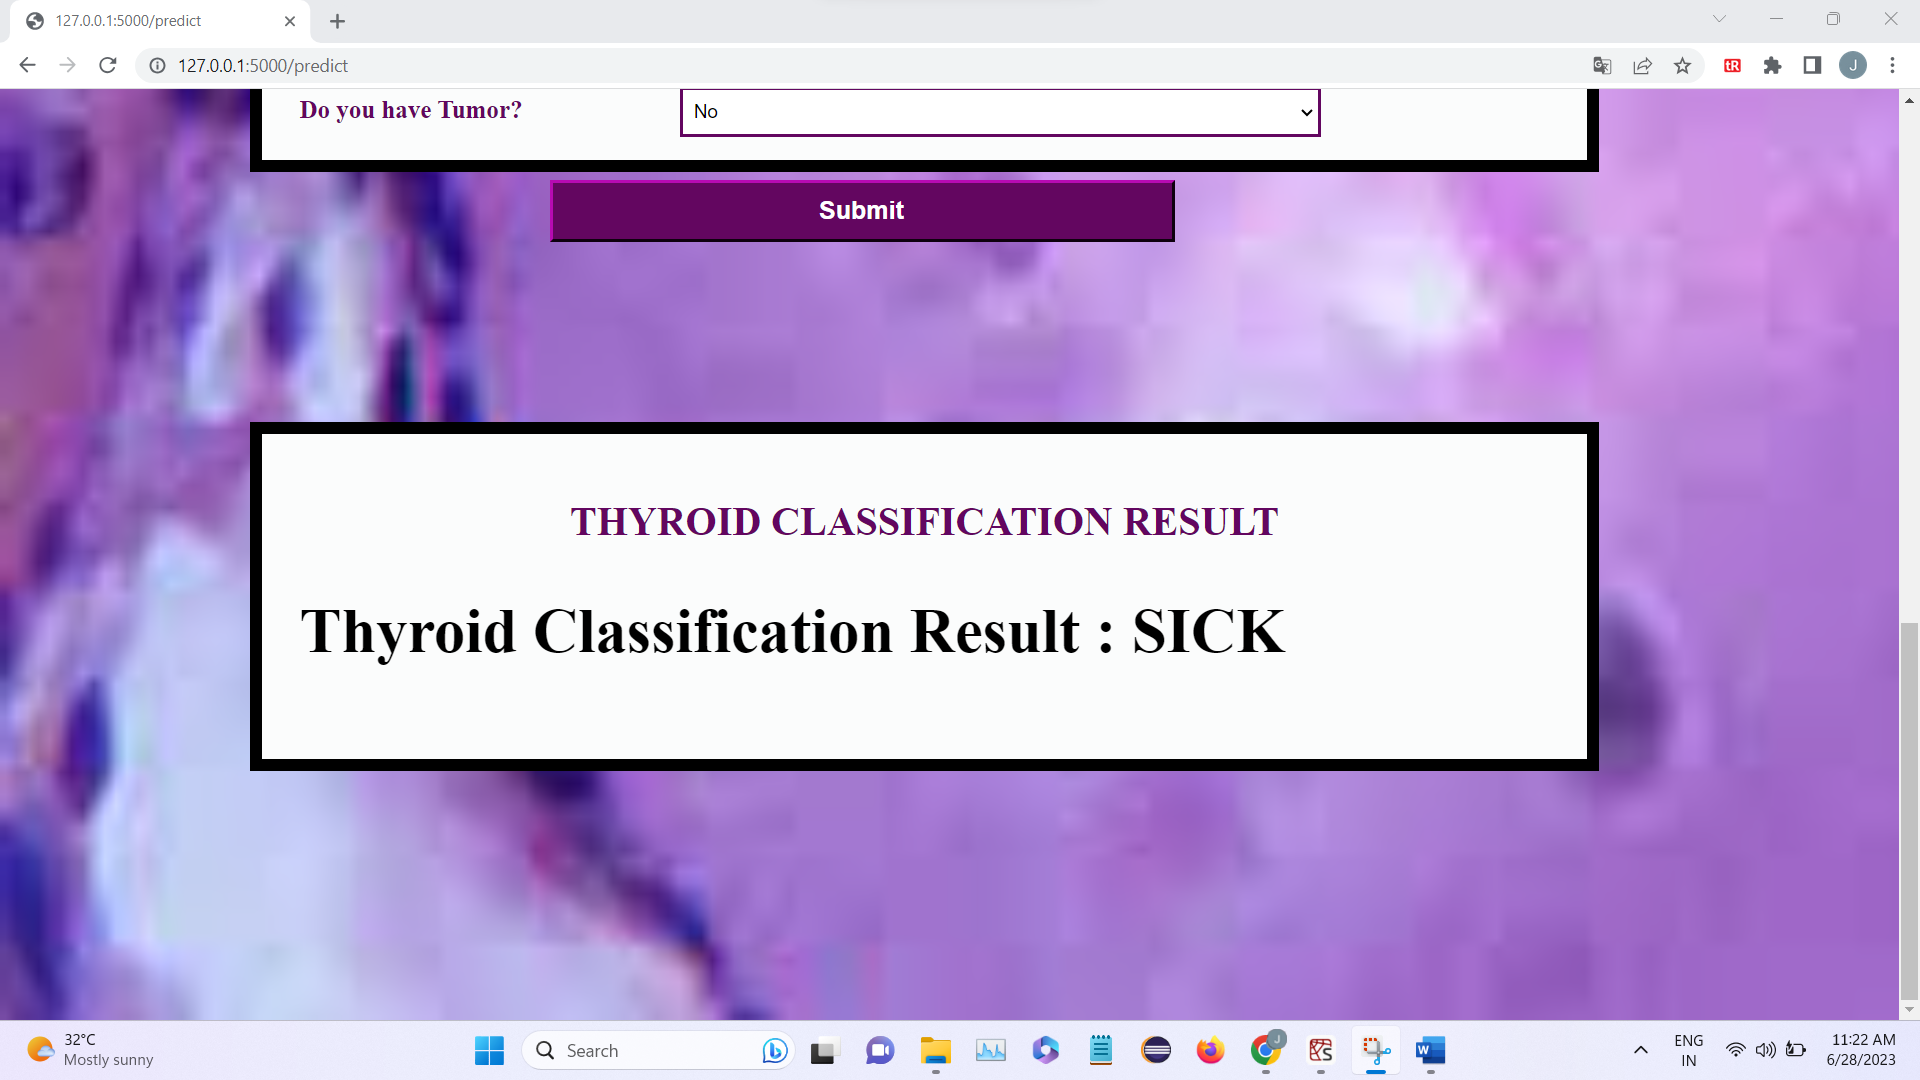 127.0.0.1:5000/predict
127.0.0.1:5000/predict
tR
J
Do you have Tumor?
No
Submit
THYROID CLASSIFICATION RESULT
Thyroid Classification Result : SICK
32°C
Mostly sunny
Search
J
W
ENG
IN
11:22 AM
6/28/2023